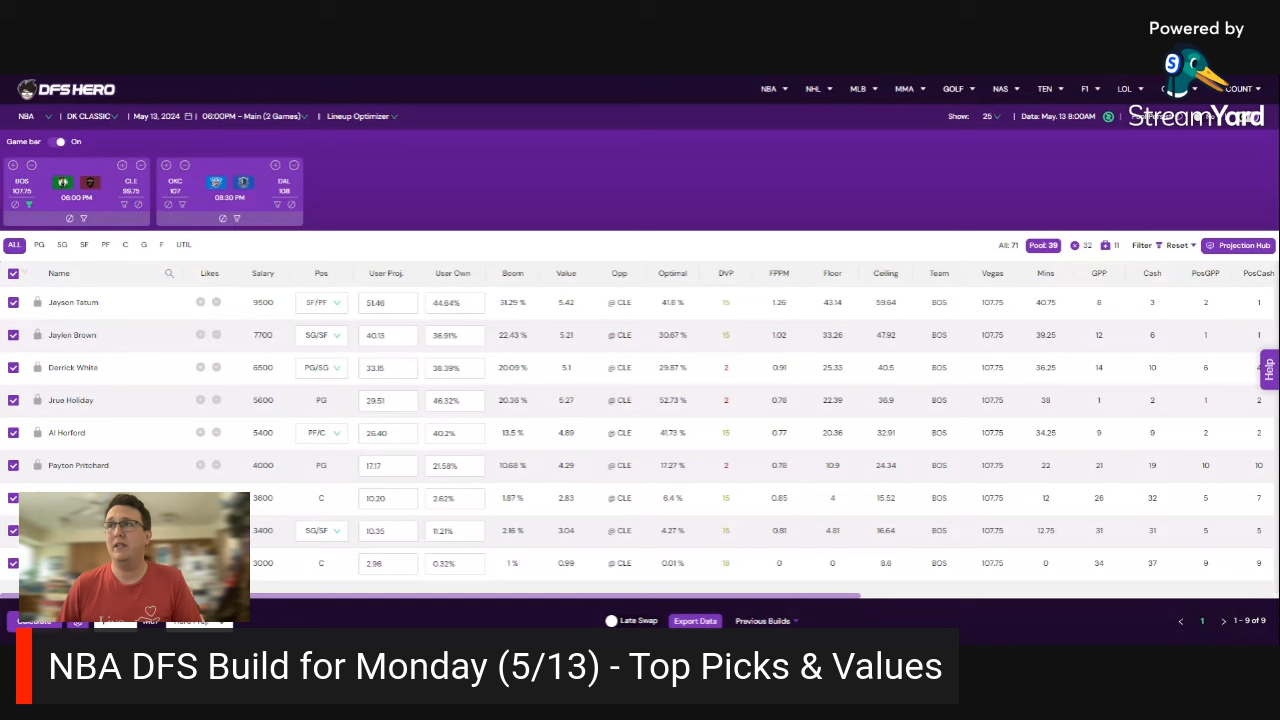 Powered by
StreamYard
DFS HERO
NBA NHL MLB MMA GOLF NAS TEN F1 LOL COUNT
NBA DK CLASSIC | May 13, 2024 | 06:00PM - Main (2 Games) | Lineup Optimizer Show: 25 | Data: May. 13 8:00AM
Game bar On
BOS 107.75 06:00 PM CLE 99.75 OKC 107 08:30 PM DAL 108
ALL PG SG SF PF C G F UTIL All: 71 Pool: 39 32 11 Filter Reset Projection Hub
Name Likes Salary Pos User Proj. User Own Boom Value Opp Optimal DVP FPPM Floor Ceiling Team Vegas Mins GPP Cash PosGPP PosCash
Jayson Tatum 9500 SF/PF 51.46 44.64% 31.29 % 5.42 @ CLE 41.8 % 15 1.26 43.14 59.64 BOS 107.75 40.75 8 3 2 1
Jaylen Brown 7700 SG/SF 40.13 36.91% 22.43 % 5.21 @ CLE 30.67 % 15 1.02 33.26 47.92 BOS 107.75 39.25 12 6 1 1
Derrick White 6500 PG/SG 33.15 38.39% 20.09 % 5.1 @ CLE 29.87 % 2 0.91 25.33 40.5 BOS 107.75 36.25 14 10 6
Jrue Holiday 5600 PG 29.51 46.32% 20.38 % 5.27 @ CLE 52.73 % 2 0.78 22.39 36.9 BOS 107.75 38 1 2 1 2
Al Horford 5400 PF/C 26.40 40.2% 13.5 % 4.89 @ CLE 41.73 % 15 0.77 20.36 32.91 BOS 107.75 34.25 9 9 2 2
Payton Pritchard 4000 PG 17.17 21.58% 10.68 % 4.29 @ CLE 17.27 % 2 0.78 10.9 24.34 BOS 107.75 22 21 19 10 10
3600 C 10.20 2.62% 1.87 % 2.83 @ CLE 6.4 % 15 0.85 4 15.52 BOS 107.75 12 26 32 5 7
3400 SG/SF 10.35 11.21% 2.16 % 3.04 @ CLE 4.27 % 15 0.81 4.81 16.64 BOS 107.75 12.75 31 31 5 5
3000 C 2.96 0.32% 1 % 0.99 @ CLE 0.01 % 18 0 0 8.6 BOS 107.75 0 34 37 9 9
Help
Late Swap Export Data Previous Builds 1 1 - 9 of 9
NBA DFS Build for Monday (5/13) - Top Picks & Values